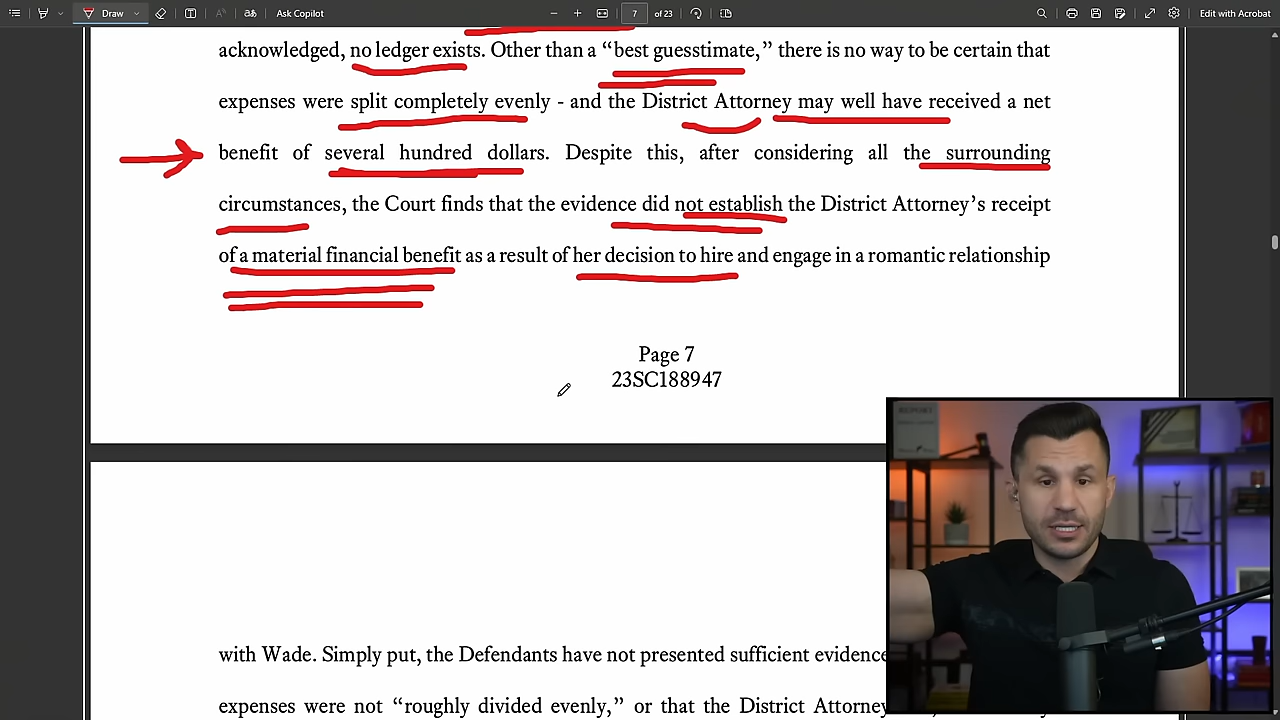 Draw
Ask Copilot
7 of 23
Edit with Acrobat
acknowledged, no ledger exists. Other than a “best guesstimate,” there is no way to be certain that
expenses were split completely evenly - and the District Attorney may well have received a net
benefit of several hundred dollars. Despite this, after considering all the surrounding
circumstances, the Court finds that the evidence did not establish the District Attorney’s receipt
of a material financial benefit as a result of her decision to hire and engage in a romantic relationship
Page 7
23SC188947
REPORT
with Wade. Simply put, the Defendants have not presented sufficient evidence
expenses were not “roughly divided evenly,” or that the District Attorney